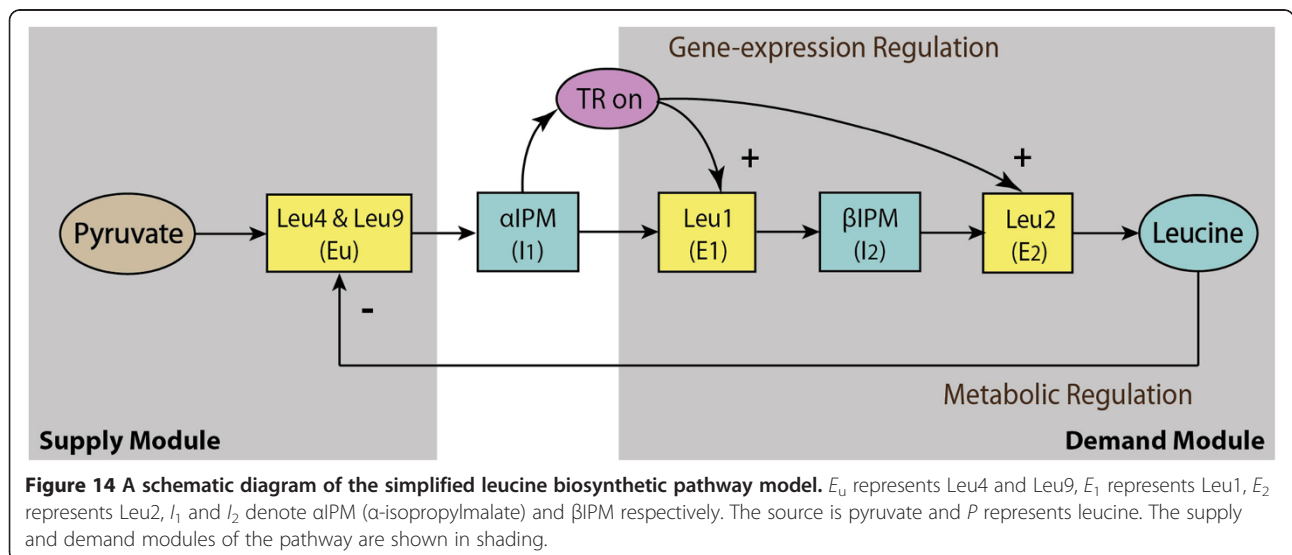 Gene-expression Regulation
TR on
+
+
Pyruvate
Leu4 & Leu9
(Eu)
αIPM
(I1)
Leu1
(E1)
βIPM
(I2)
Leu2
(E2)
Leucine
-
Metabolic Regulation
Supply Module
Demand Module
Figure 14 A schematic diagram of the simplified leucine biosynthetic pathway model. Eu represents Leu4 and Leu9, E1 represents Leu1, E2
represents Leu2, I1 and I2 denote αIPM (α-isopropylmalate) and βIPM respectively. The source is pyruvate and P represents leucine. The supply
and demand modules of the pathway are shown in shading.